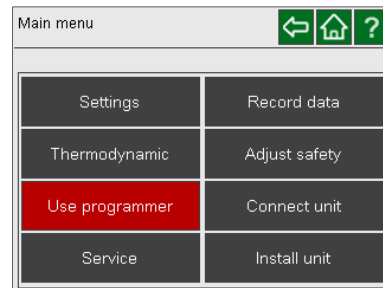 Main menu
?
Settings
Record data
Thermodynamic
Adjust safety
Use programmer
Connect unit
Service
Install unit